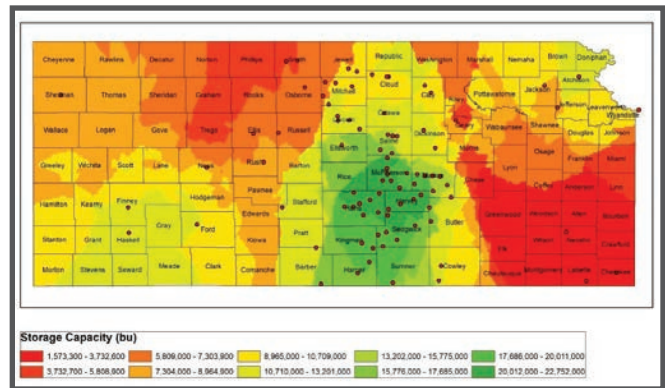 Cheyenne Rawlins Decatur Norton Phillips Smith Jewell Republic Washington Marshall Nemaha Brown Doniphan
Sherman Thomas Sheridan Graham Rooks Osborne Mitchell Cloud Clay Riley Pottawatomie Jackson Atchison Jefferson Leavenworth Wyandotte
Wallace Logan Gove Trego Ellis Russell Ottawa Dickinson Geary Wabaunsee Shawnee Douglas Johnson
Greeley Wichita Scott Lane Ness Rush Barton Ellsworth Saline Morris Lyon Osage Franklin Miami
Hamilton Kearny Finney Hodgeman Pawnee Rice McPherson Chase Coffey Anderson Linn
Stanton Grant Haskell Gray Ford Edwards Kiowa Stafford Pratt Harvey Sedgwick Butler Greenwood Allen Bourbon
Morton Stevens Seward Meade Clark Comanche Barber Kingman Harper Sumner Cowley Elk Chautauqua Montgomery Labette Crawford
Storage Capacity (bu)
1,573,300 - 3,732,600 5,809,000 - 7,303,900 8,965,000 - 10,709,000 13,202,000 - 15,775,000 17,686,000 - 20,011,000
3,732,700 - 5,808,900 7,304,000 - 8,964,900 10,710,000 - 13,201,000 15,776,000 - 17,685,000 20,012,000 - 22,752,000